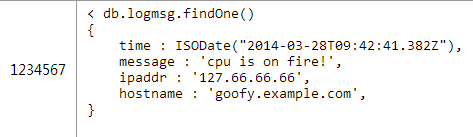 < db.logmsg.findOne()
{
    time : ISODate("2014-03-28T09:42:41.382Z"),
    message : 'cpu is on fire!',
1234567
    ipaddr : '127.66.66.66',
    hostname : 'goofy.example.com',
}